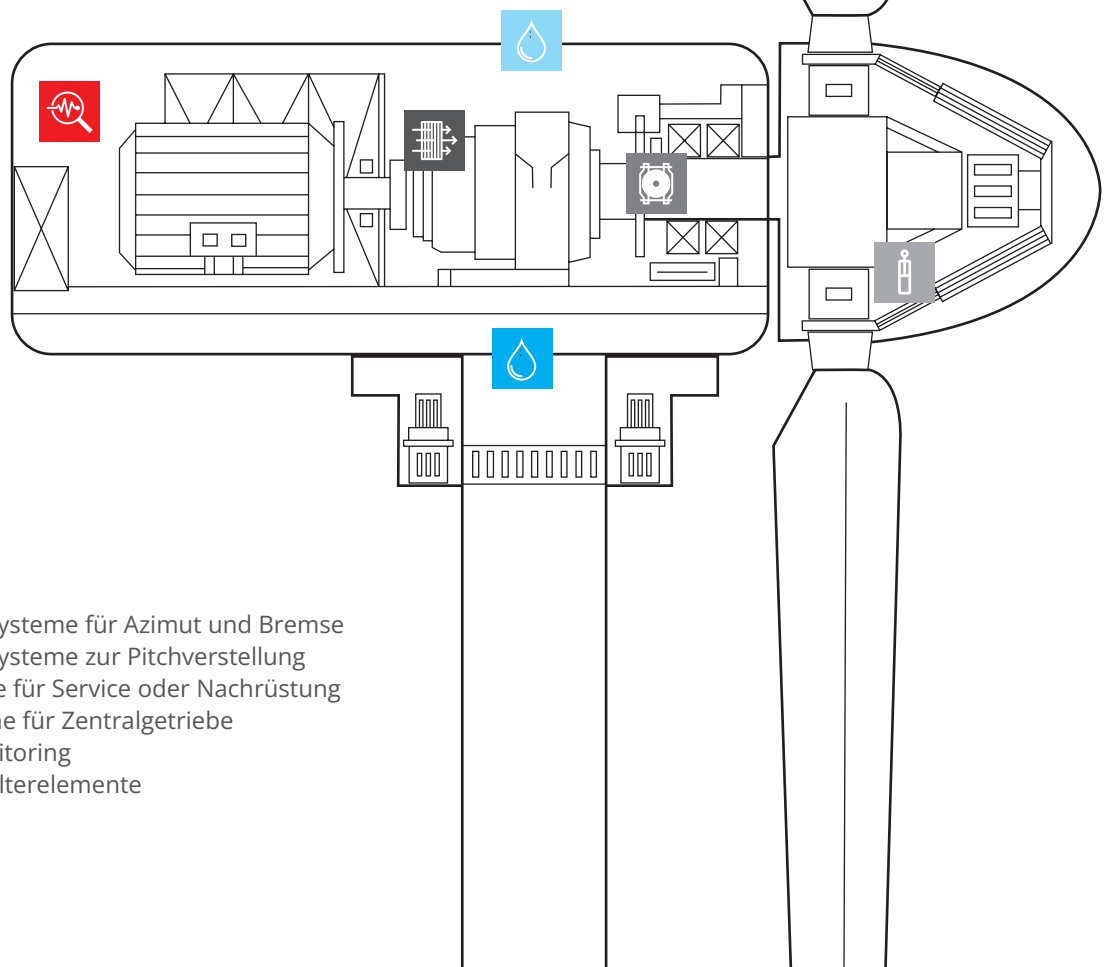 ysteme für Azimut und Bremse
ysteme zur Pitchverstellung
e für Service oder Nachrüstung
ne für Zentralgetriebe
itoring
lterelemente